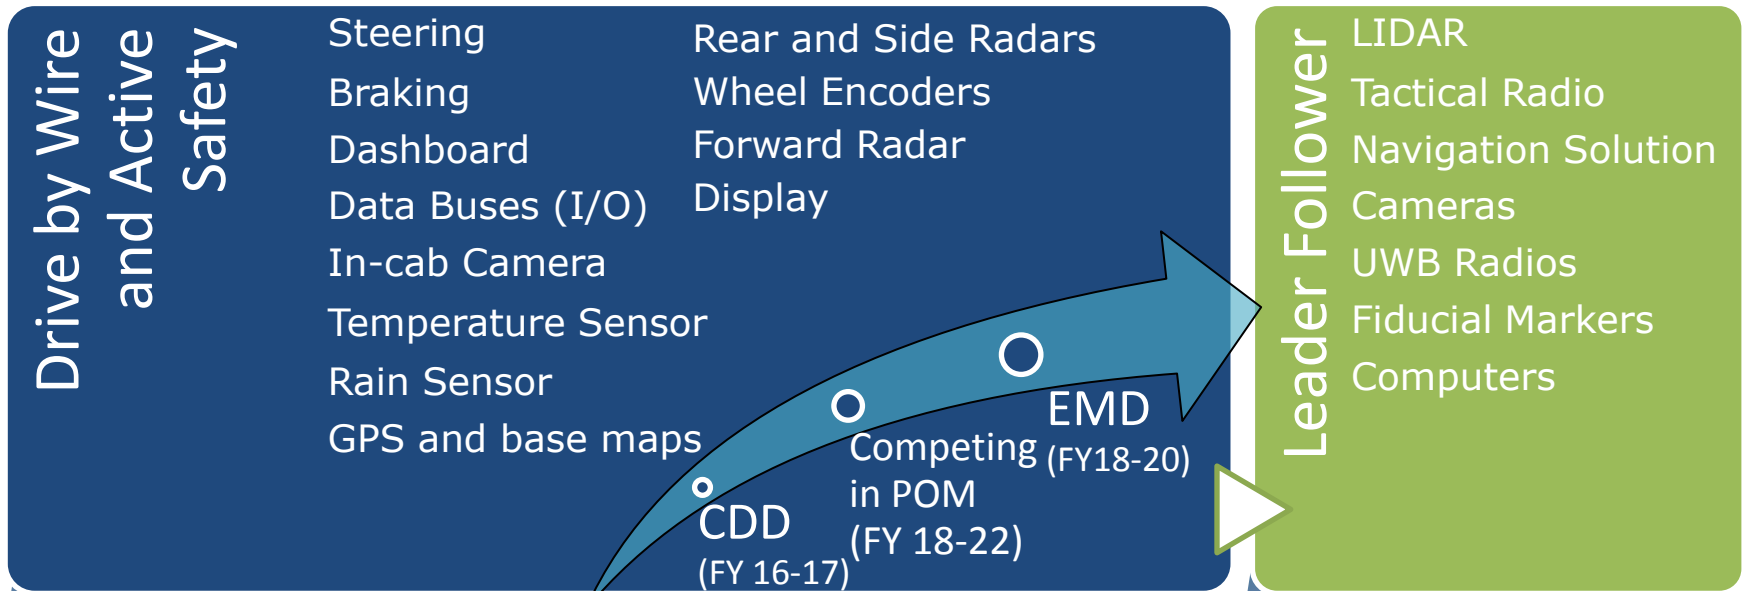 Drive by Wire
and Active
Safety
Steering
Braking
Dashboard
Data Buses (I/O)
In-cab Camera
Temperature Sensor
Rain Sensor
GPS and base maps
Rear and Side Radars
Wheel Encoders
Forward Radar
Display
CDD
(FY 16-17)
Competing
in POM
(FY 18-22)
EMD
(FY18-20)
Leader Follower
LIDAR
Tactical Radio
Navigation Solution
Cameras
UWB Radios
Fiducial Markers
Computers